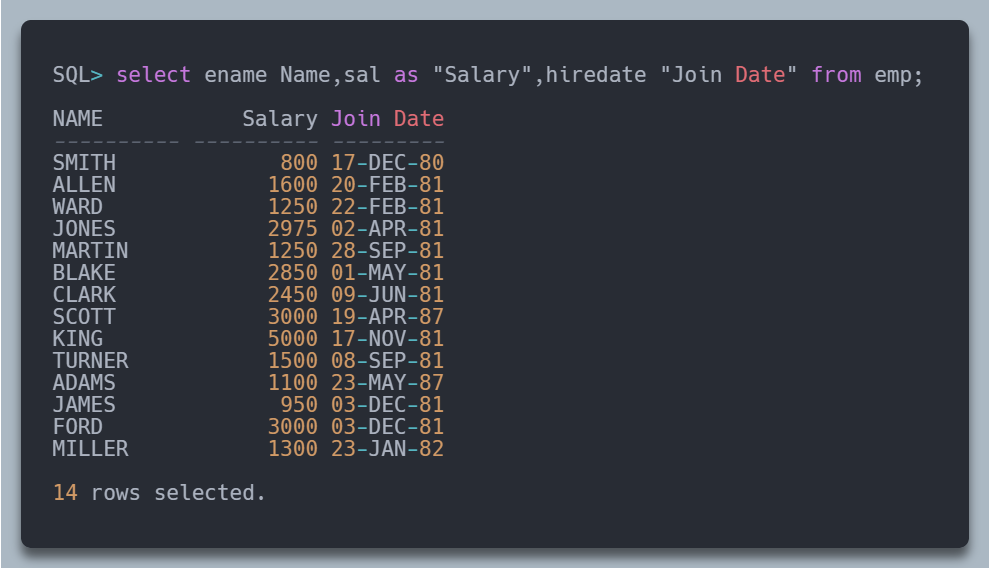 SQL> select ename Name,sal as "Salary",hiredate "Join Date" from emp;
NAME           Salary Join Date
---------- ---------- ---------
SMITH             800 17-DEC-80
ALLEN            1600 20-FEB-81
WARD             1250 22-FEB-81
JONES            2975 02-APR-81
MARTIN           1250 28-SEP-81
BLAKE            2850 01-MAY-81
CLARK            2450 09-JUN-81
SCOTT            3000 19-APR-87
KING             5000 17-NOV-81
TURNER           1500 08-SEP-81
ADAMS            1100 23-MAY-87
JAMES             950 03-DEC-81
FORD             3000 03-DEC-81
MILLER           1300 23-JAN-82
14 rows selected.